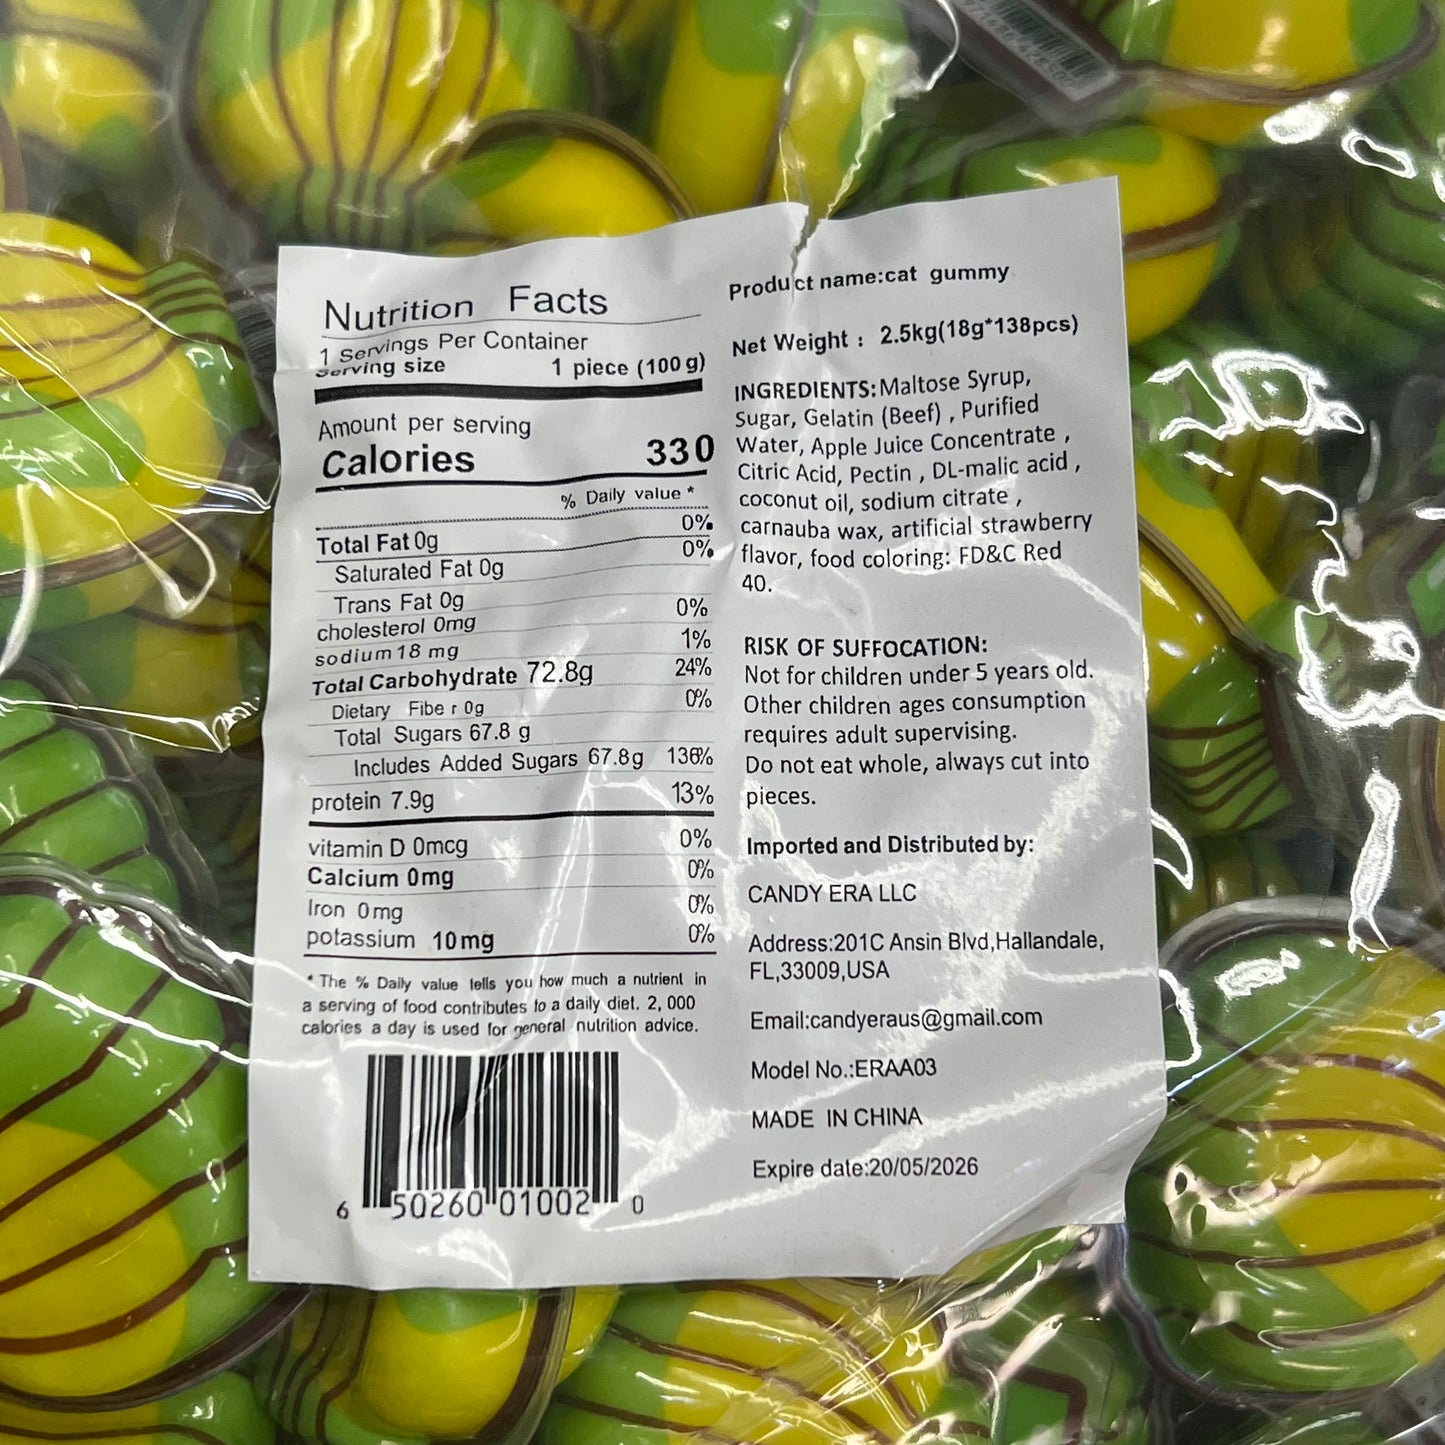 Nutrition Facts
1 Servings Per Container
Serving size 1 piece (100 g)
Amount per serving
Calories 330
% Daily value *
Total Fat 0g 0%
Saturated Fat 0g 0%
Trans Fat 0g
cholesterol 0mg 0%
sodium 18 mg 1%
Total Carbohydrate 72.8g 24%
Dietary Fibe r 0g 0%
Total Sugars 67.8 g
Includes Added Sugars 67.8g 136%
protein 7.9g 13%
vitamin D 0mcg 0%
Calcium 0mg 0%
Iron 0mg 0%
potassium 10mg 0%
* The % Daily value tells you how much a nutrient in
a serving of food contributes to a daily diet. 2, 000
calories a day is used for general nutrition advice.
6 50260 01002 0
Product name:cat gummy
Net Weight : 2.5kg(18g*138pcs)
INGREDIENTS:Maltose Syrup,
Sugar, Gelatin (Beef) , Purified
Water, Apple Juice Concentrate ,
Citric Acid, Pectin , DL-malic acid ,
coconut oil, sodium citrate ,
carnauba wax, artificial strawberry
flavor, food coloring: FD&C Red
40.
RISK OF SUFFOCATION:
Not for children under 5 years old.
Other children ages consumption
requires adult supervising.
Do not eat whole, always cut into
pieces.
Imported and Distributed by:
CANDY ERA LLC
Address:201C Ansin Blvd,Hallandale,
FL,33009,USA
Email:candyeraus@gmail.com
Model No.:ERAA03
MADE IN CHINA
Expire date:20/05/2026